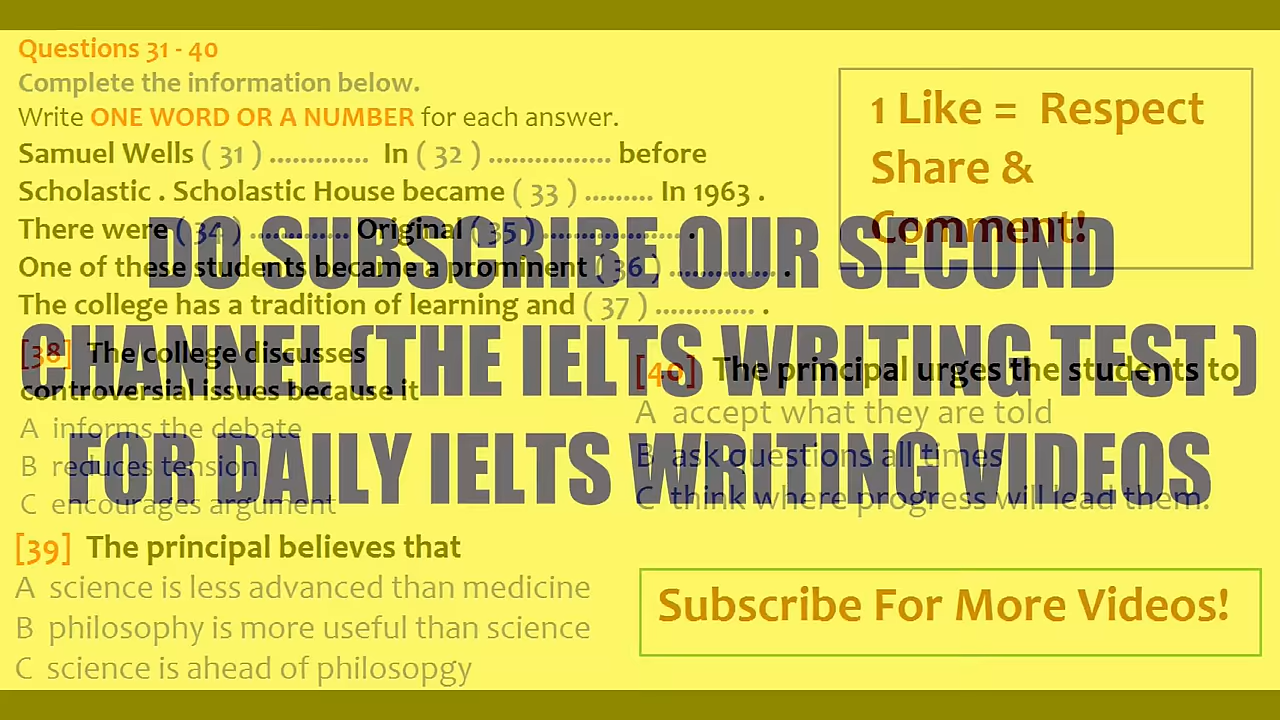 Questions 31 - 40
Complete the information below.
Write ONE WORD OR A NUMBER for each answer.
Samuel Wells ( 31 ) ............. In ( 32 ) ................ before
Scholastic . Scholastic House became ( 33 ) ......... In 1963 .
There were ( 34 ) ............. Original ( 35 ) .................. .
One of these students became a prominent ( 36 ) .............. .
The college has a tradition of learning and ( 37 ) ............. .
[38] The college discusses
controversial issues because it
A informs the debate
B reduces tension
C encourages argument
[39] The principal believes that
A science is less advanced than medicine
B philosophy is more useful than science
C science is ahead of philosopgy
[40] The principal urges the students to
A accept what they are told
B ask questions all times
C think where progress will lead them.
1 Like = Respect
Share &
Comment!
Subscribe For More Videos!
DO SUBSCRIBE OUR SECOND
CHANNEL (THE IELTS WRITING TEST )
FOR DAILY IELTS WRITING VIDEOS